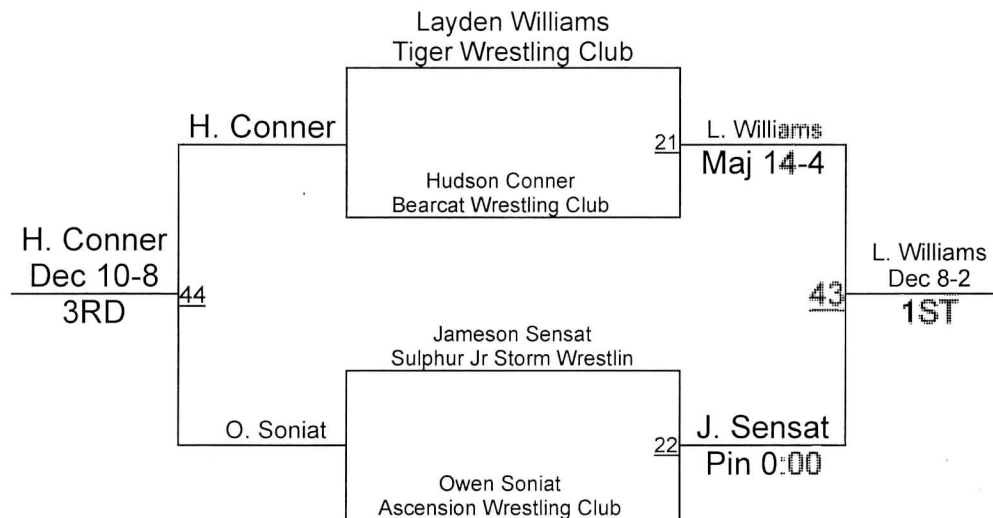 Layden Williams
Tiger Wrestling Club
H. Conner
21
L. Williams
Maj 14-4
Hudson Conner
Bearcat Wrestling Club
H. Conner
Dec 10-8
3RD
44
43
L. Williams
Dec 8-2
1ST
Jameson Sensat
Sulphur Jr Storm Wrestlin
O. Soniat
22
J. Sensat
Pin 0:00
Owen Soniat
Ascension Wrestling Club